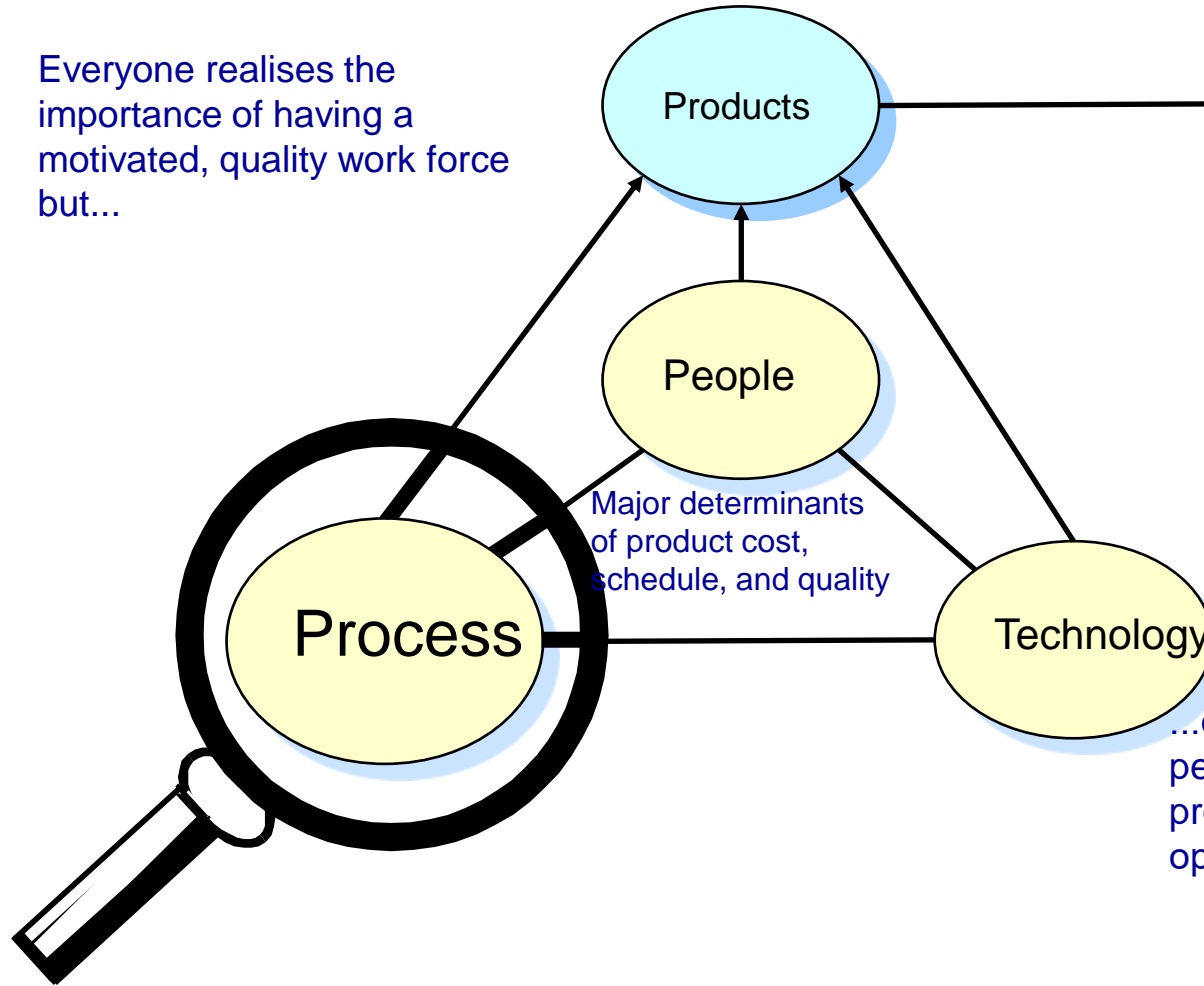 Everyone realises the
importance of having a
motivated, quality work force
but...
Products
People
Major determinants
of product cost,
schedule, and quality
Process
Technology